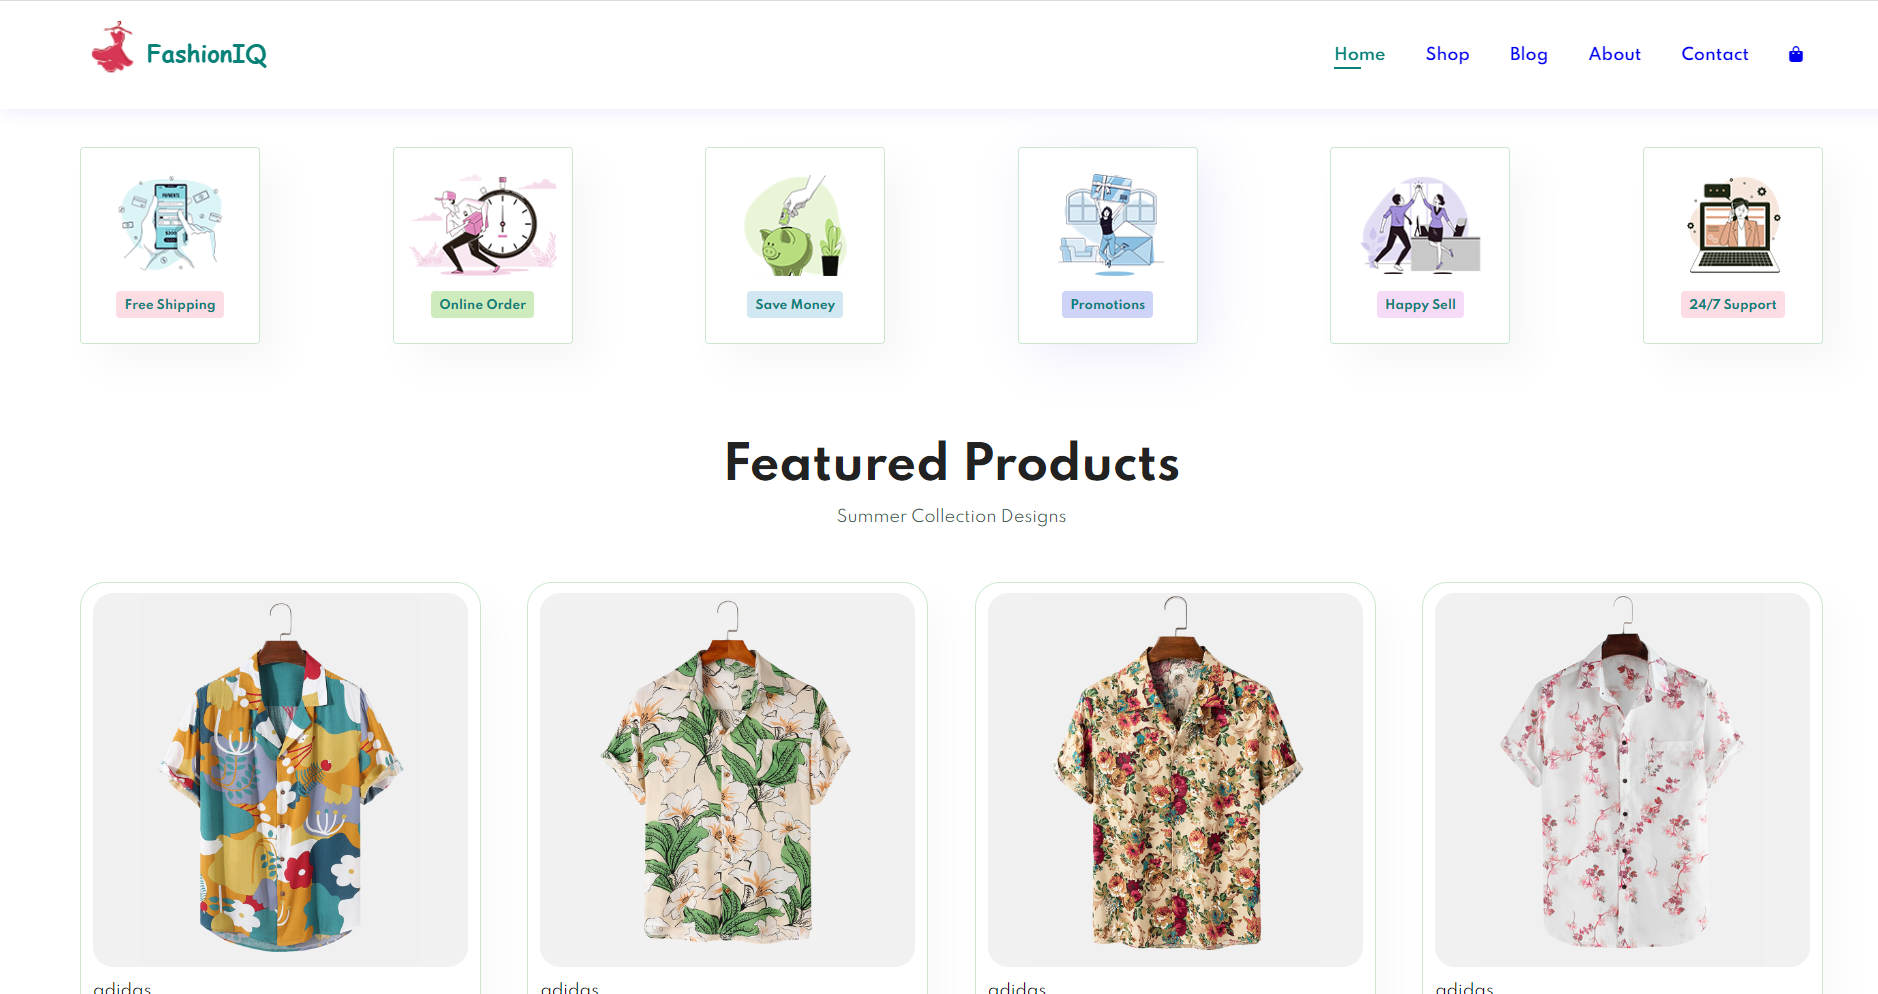 FashionIQ
Home Shop Blog About Contact
PAYMENTS
Free Shipping Online Order Save Money Promotions Happy Sell 24/7 Support
Featured Products
Summer Collection Designs
adidas adidas adidas adidas